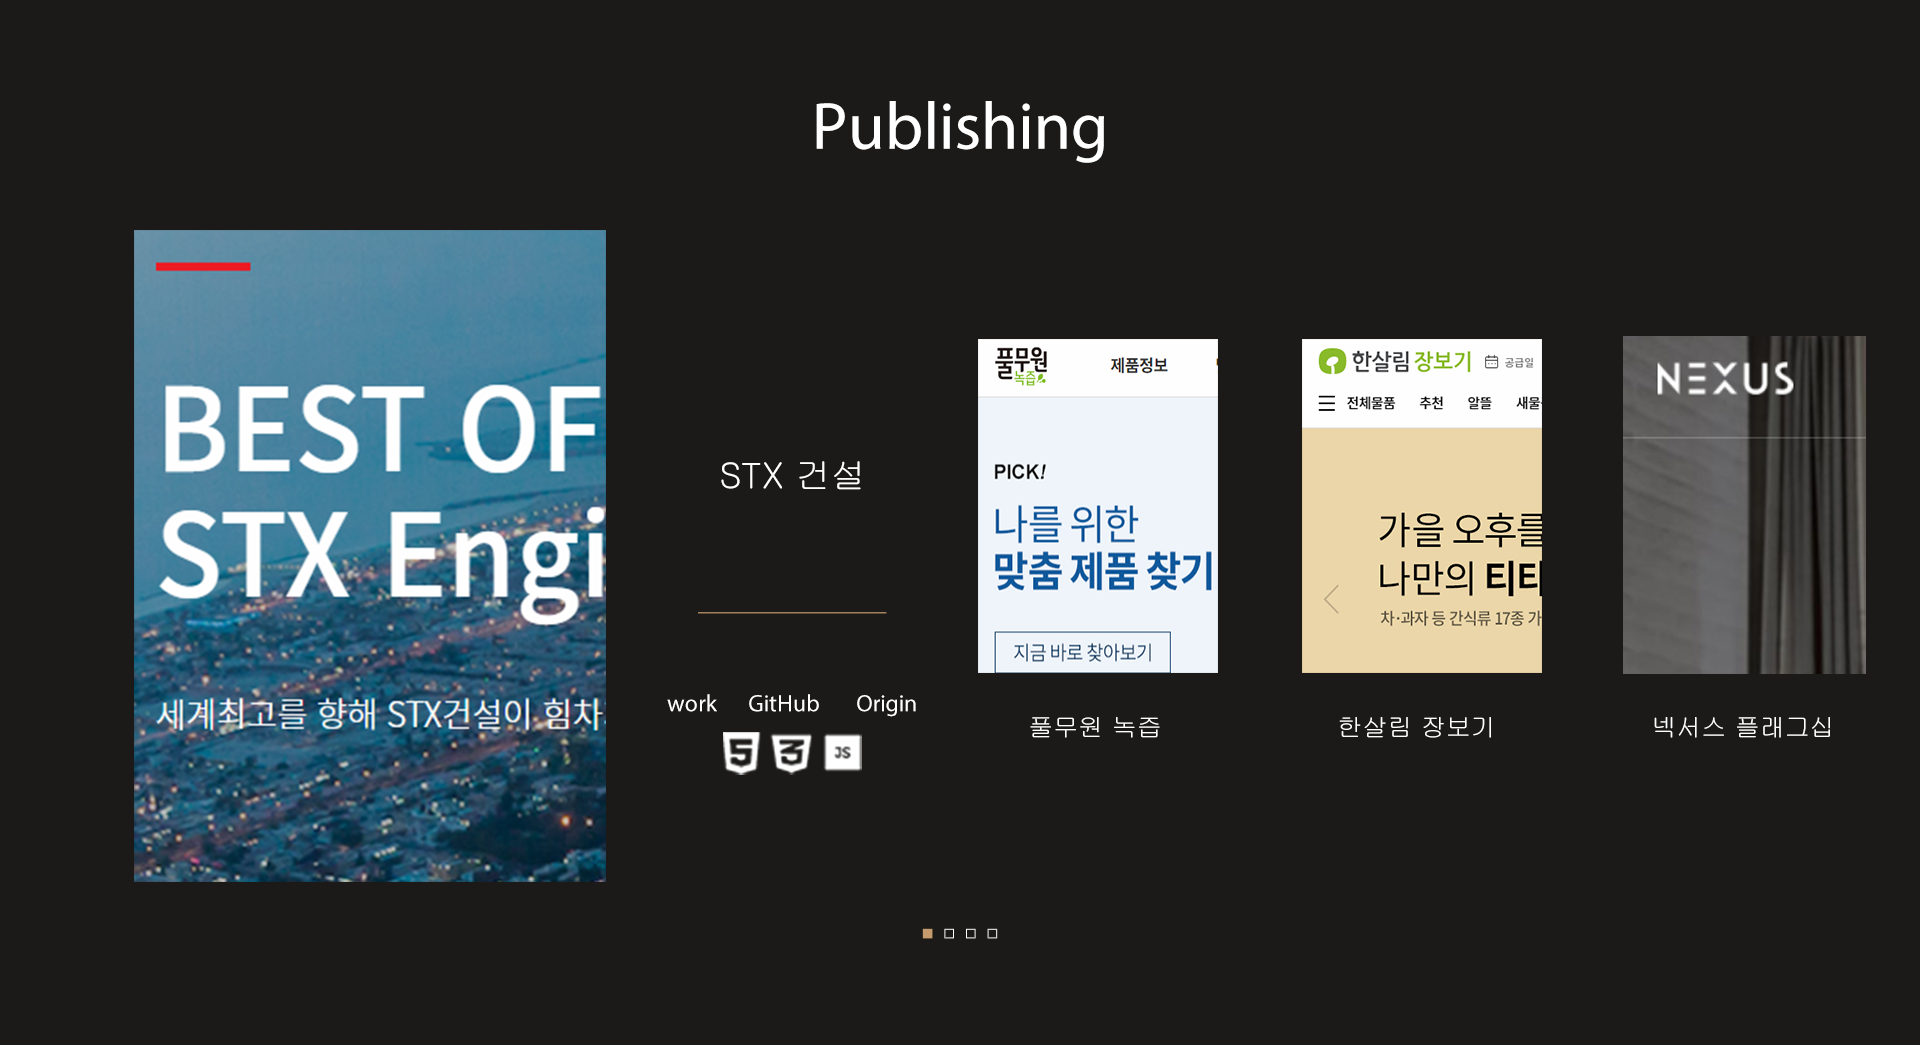 Publishing
BEST OF
STX Engi
세계최고를 향해 STX건설이 힘차
STX 건설
work GitHub Origin
5 3 JS
풀무원
녹즙
제품정보
PICK!
나를 위한
맞춤 제품 찾기
지금 바로 찾아보기
풀무원 녹즙
한살림 장보기 공급일
전체물품 추천 알뜰 새물
가을 오후를
나만의 티타
차·과자 등 간식류 17종 가
한살림 장보기
NEXUS
넥서스 플래그십